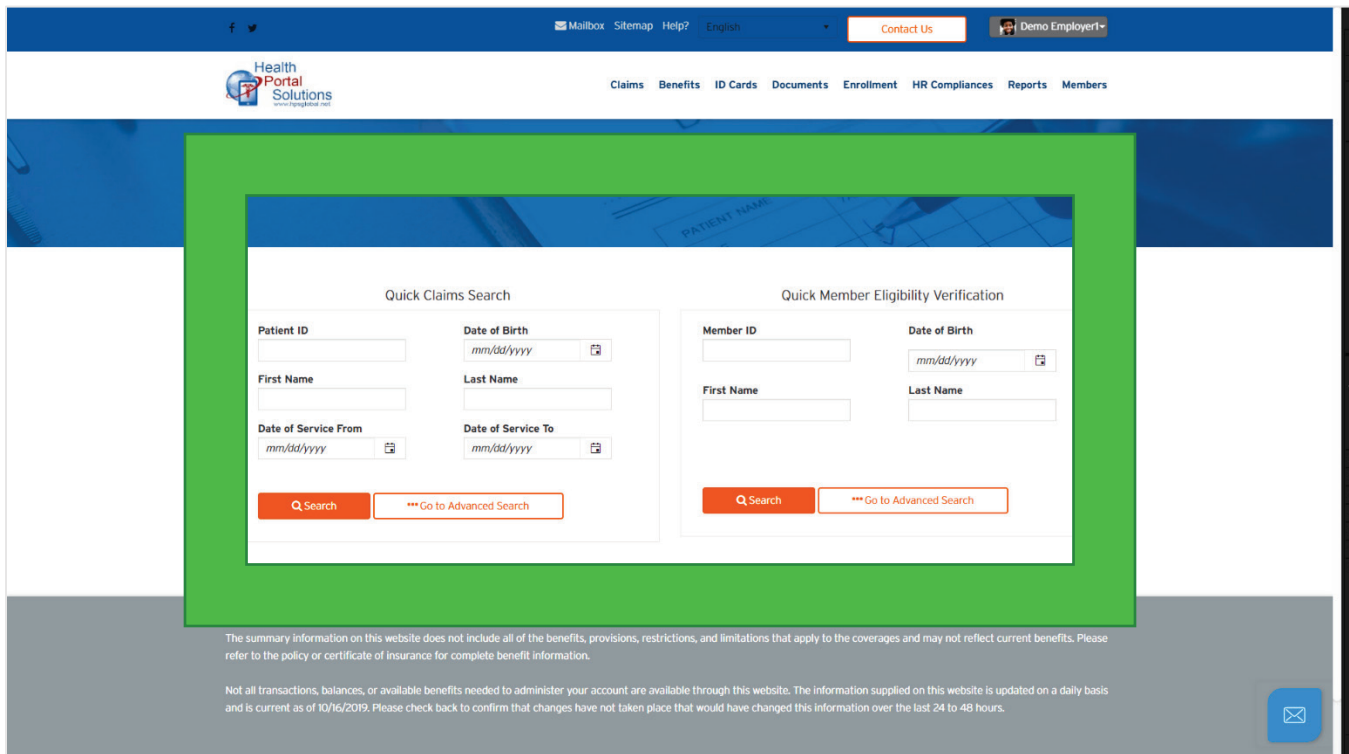 Mailbox Sitemap Help? English Contact Us Demo Employer1
Health
Portal
Solutions
www.hpsglobal.net
Claims Benefits ID Cards Documents Enrollment HR Compliances Reports Members
PATIENT NAME
Quick Claims Search
Patient ID Date of Birth
mm/dd/yyyy
First Name Last Name
Date of Service From Date of Service To
mm/dd/yyyy mm/dd/yyyy
Search ***Go to Advanced Search
Quick Member Eligibility Verification
Member ID Date of Birth
mm/dd/yyyy
First Name Last Name
Search ***Go to Advanced Search
The summary information on this website does not include all of the benefits, provisions, restrictions, and limitations that apply to the coverages and may not reflect current benefits. Please
refer to the policy or certificate of insurance for complete benefit information.
Not all transactions, balances, or available benefits needed to administer your account are available through this website. The information supplied on this website is updated on a daily basis
and is current as of 10/16/2019. Please check back to confirm that changes have not taken place that would have changed this information over the last 24 to 48 hours.